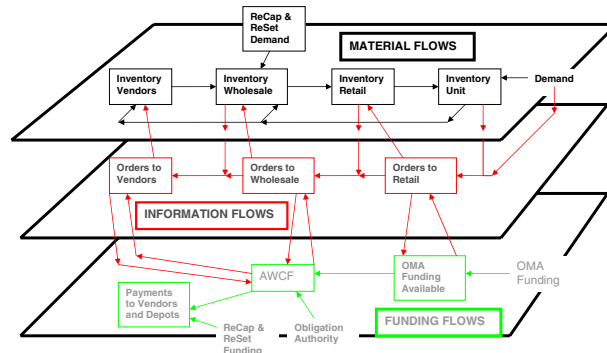 ReCap &
ReSet
Demand
MATERIAL FLOWS
Inventory
Vendors
Inventory
Wholesale
Inventory
Retail
Inventory
Unit
Demand
Orders to
Vendors
Orders to
Wholesale
Orders to
Retail
INFORMATION FLOWS
AWCF
OMA
Funding
Available
OMA
Funding
Payments
to Vendors
and Depots
ReCap &
ReSet
Funding
Obligation
Authority
FUNDING FLOWS